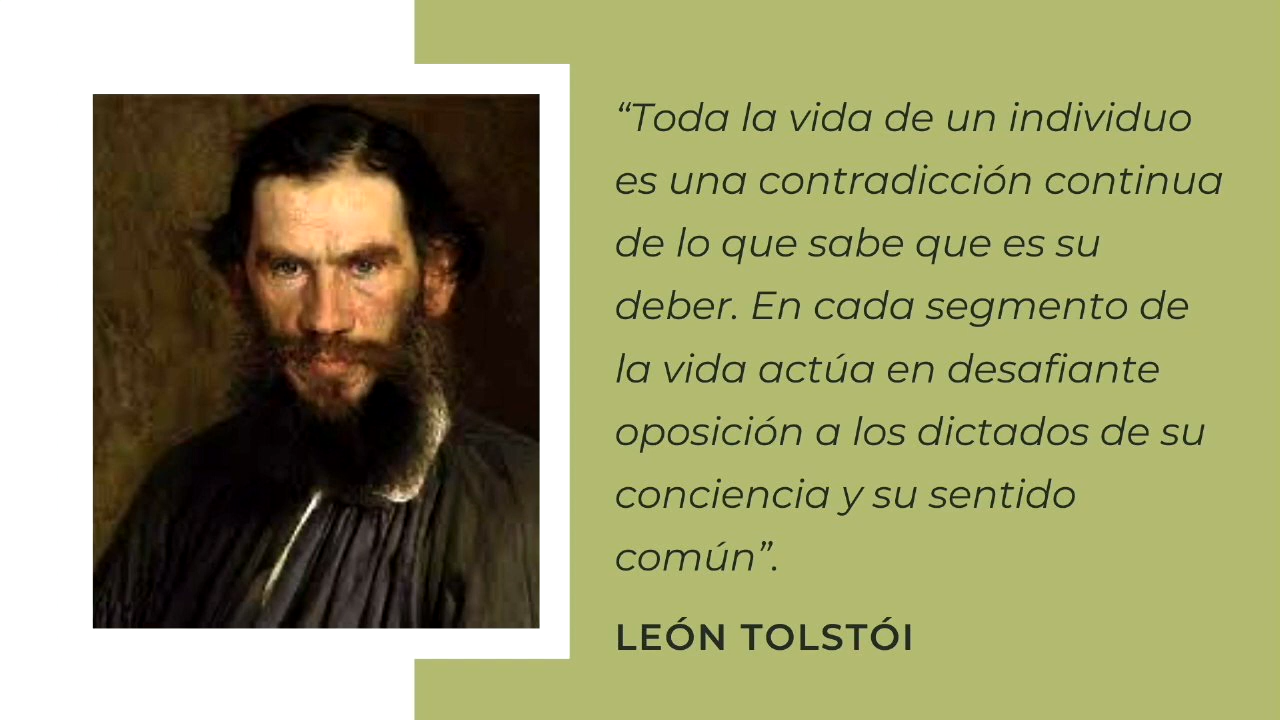 “Toda la vida de un individuo
es una contradicción continua
de lo que sabe que es su
deber. En cada segmento de
la vida actúa en desafiante
oposición a los dictados de su
conciencia y su sentido
común”.
LEÓN TOLSTÓI